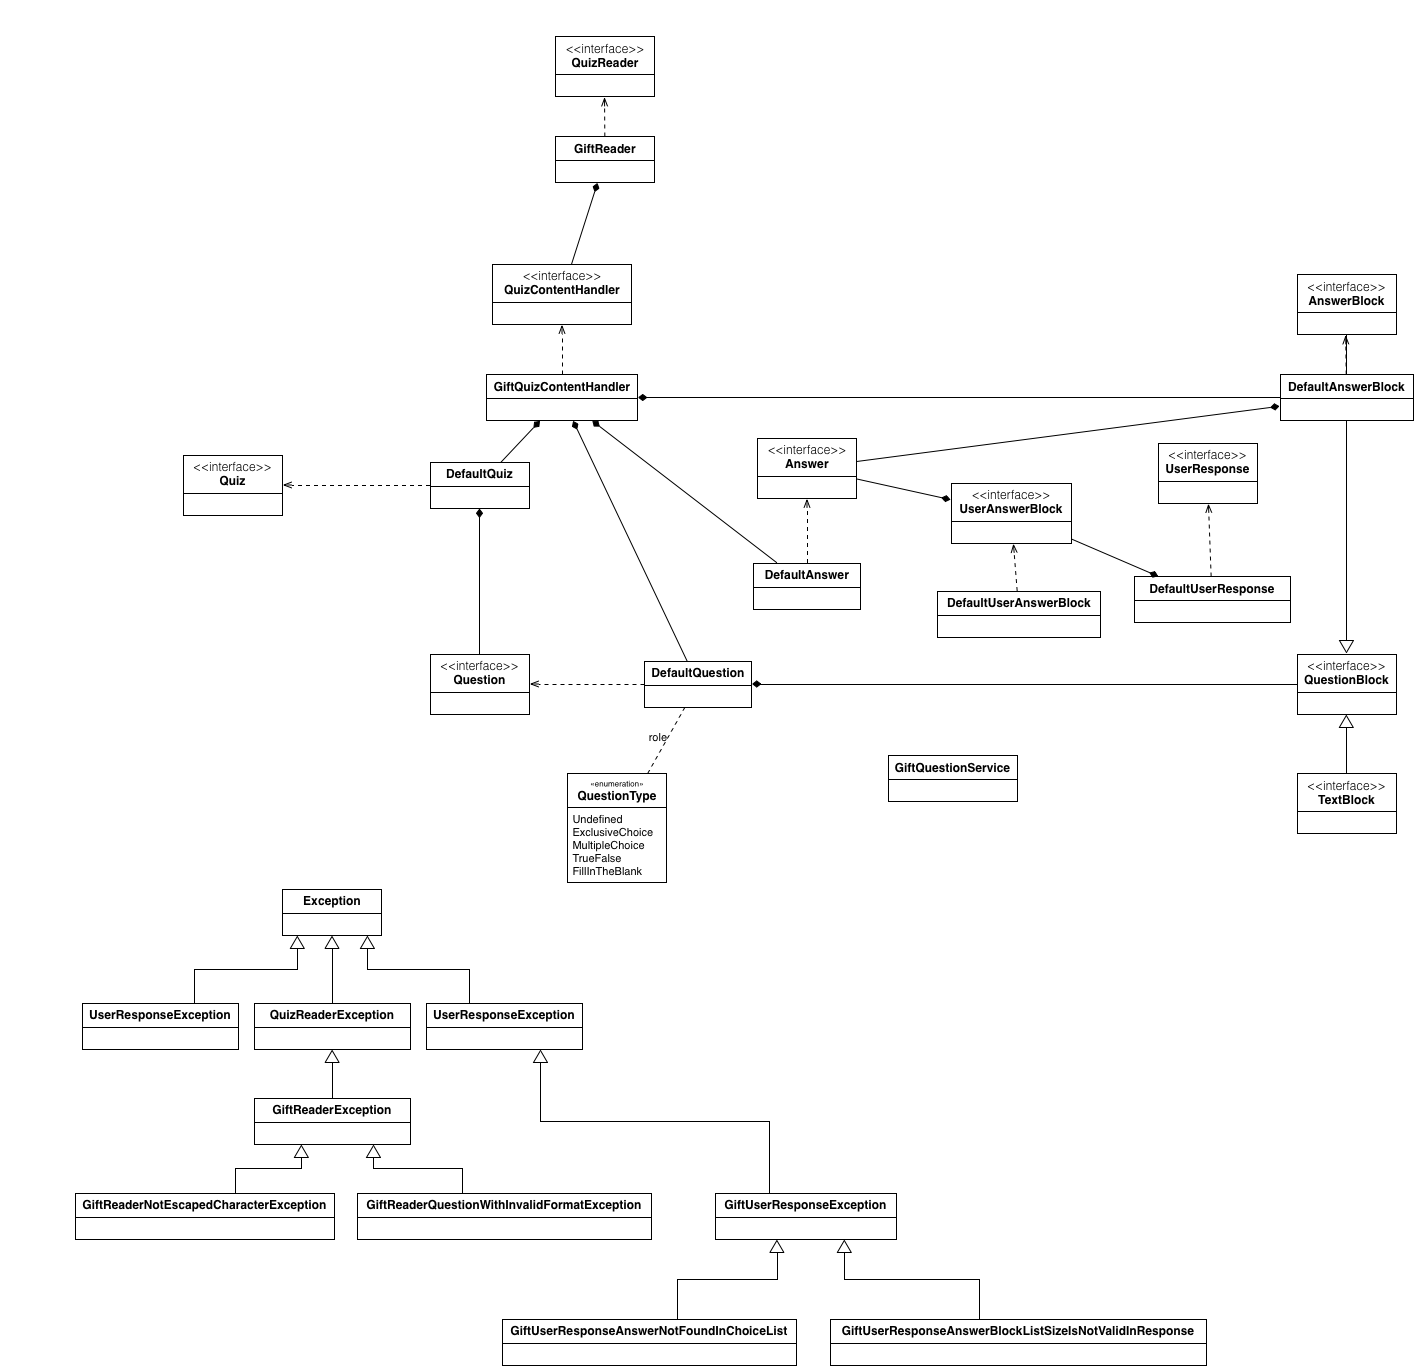 <<interface>>
QuizReader
GiftReader
<<interface>>
QuizContentHandler
<<interface>>
AnswerBlock
GiftQuizContentHandler
DefaultAnswerBlock
<<interface>>
Quiz
DefaultQuiz
<<interface>>
Answer
<<interface>>
UserResponse
<<interface>>
UserAnswerBlock
DefaultAnswer
DefaultUserAnswerBlock
DefaultUserResponse
<<interface>>
Question
DefaultQuestion
<<interface>>
QuestionBlock
role
«enumeration»
QuestionType
Undefined
ExclusiveChoice
MultipleChoice
TrueFalse
FillInTheBlank
GiftQuestionService
<<interface>>
TextBlock
Exception
UserResponseException
QuizReaderException
UserResponseException
GiftReaderException
GiftReaderNotEscapedCharacterException
GiftReaderQuestionWithInvalidFormatException
GiftUserResponseException
GiftUserResponseAnswerNotFoundInChoiceList
GiftUserResponseAnswerBlockListSizeIsNotValidInResponse